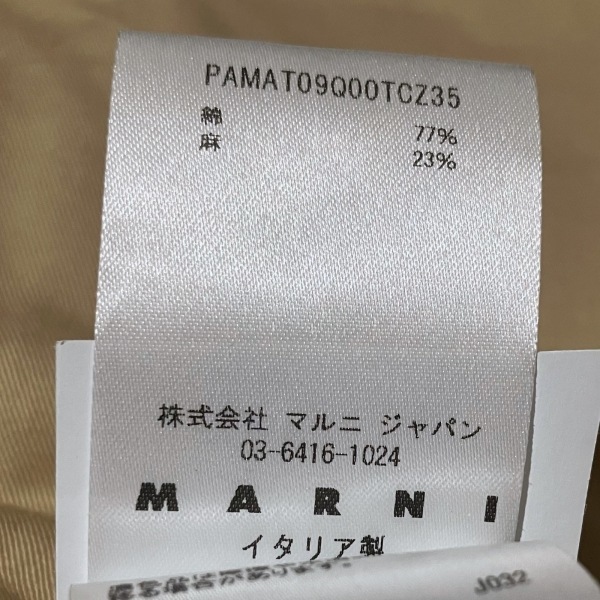 PAMAT09Q00TCZ35
綿 77%
麻 23%
株式会社 マルニ ジャパン
03-6416-1024
MARNI
イタリア製
J032